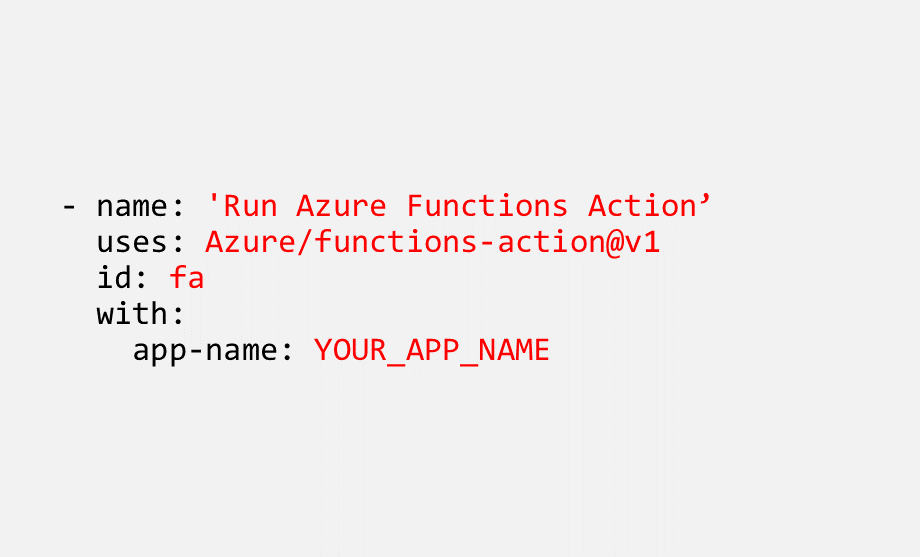 - name: 'Run Azure Functions Action’
uses: Azure/functions-action@v1
id: fa
with:
app-name: YOUR_APP_NAME